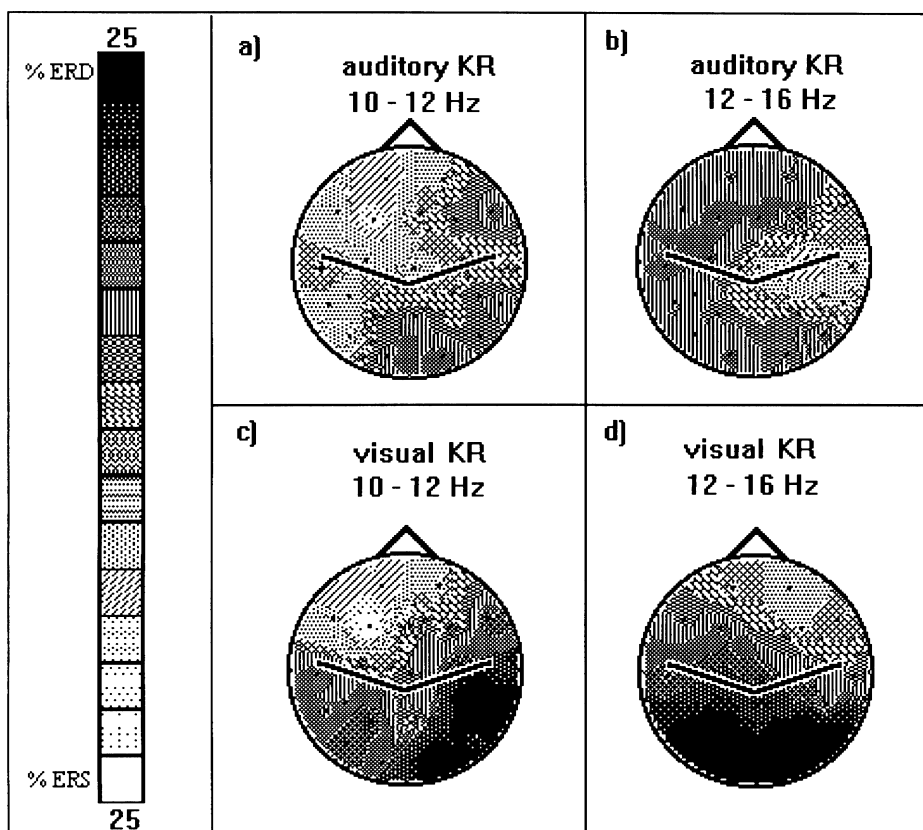 25
% ERD
% ERS
25
a)
auditory KR
10 - 12 Hz
b)
auditory KR
12 - 16 Hz
c)
visual KR
10 - 12 Hz
d)
visual KR
12 - 16 Hz